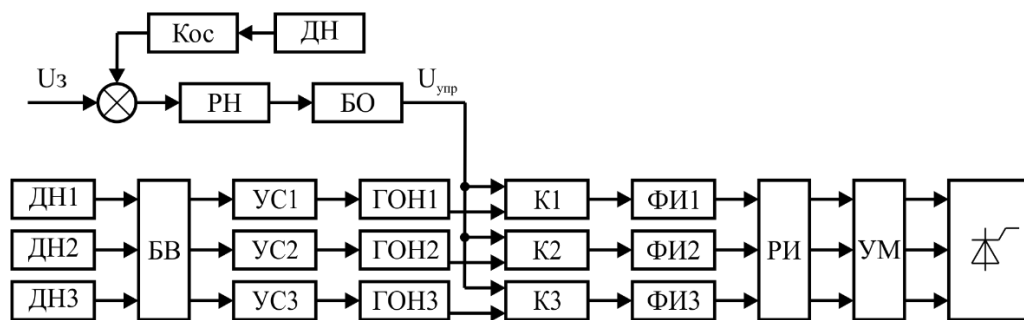 Кос ДН
Uз РН БО Uупр
ДН1 УС1 ГОН1 К1 ФИ1
ДН2 БВ УС2 ГОН2 К2 ФИ2 РИ УМ
ДН3 УС3 ГОН3 К3 ФИ3